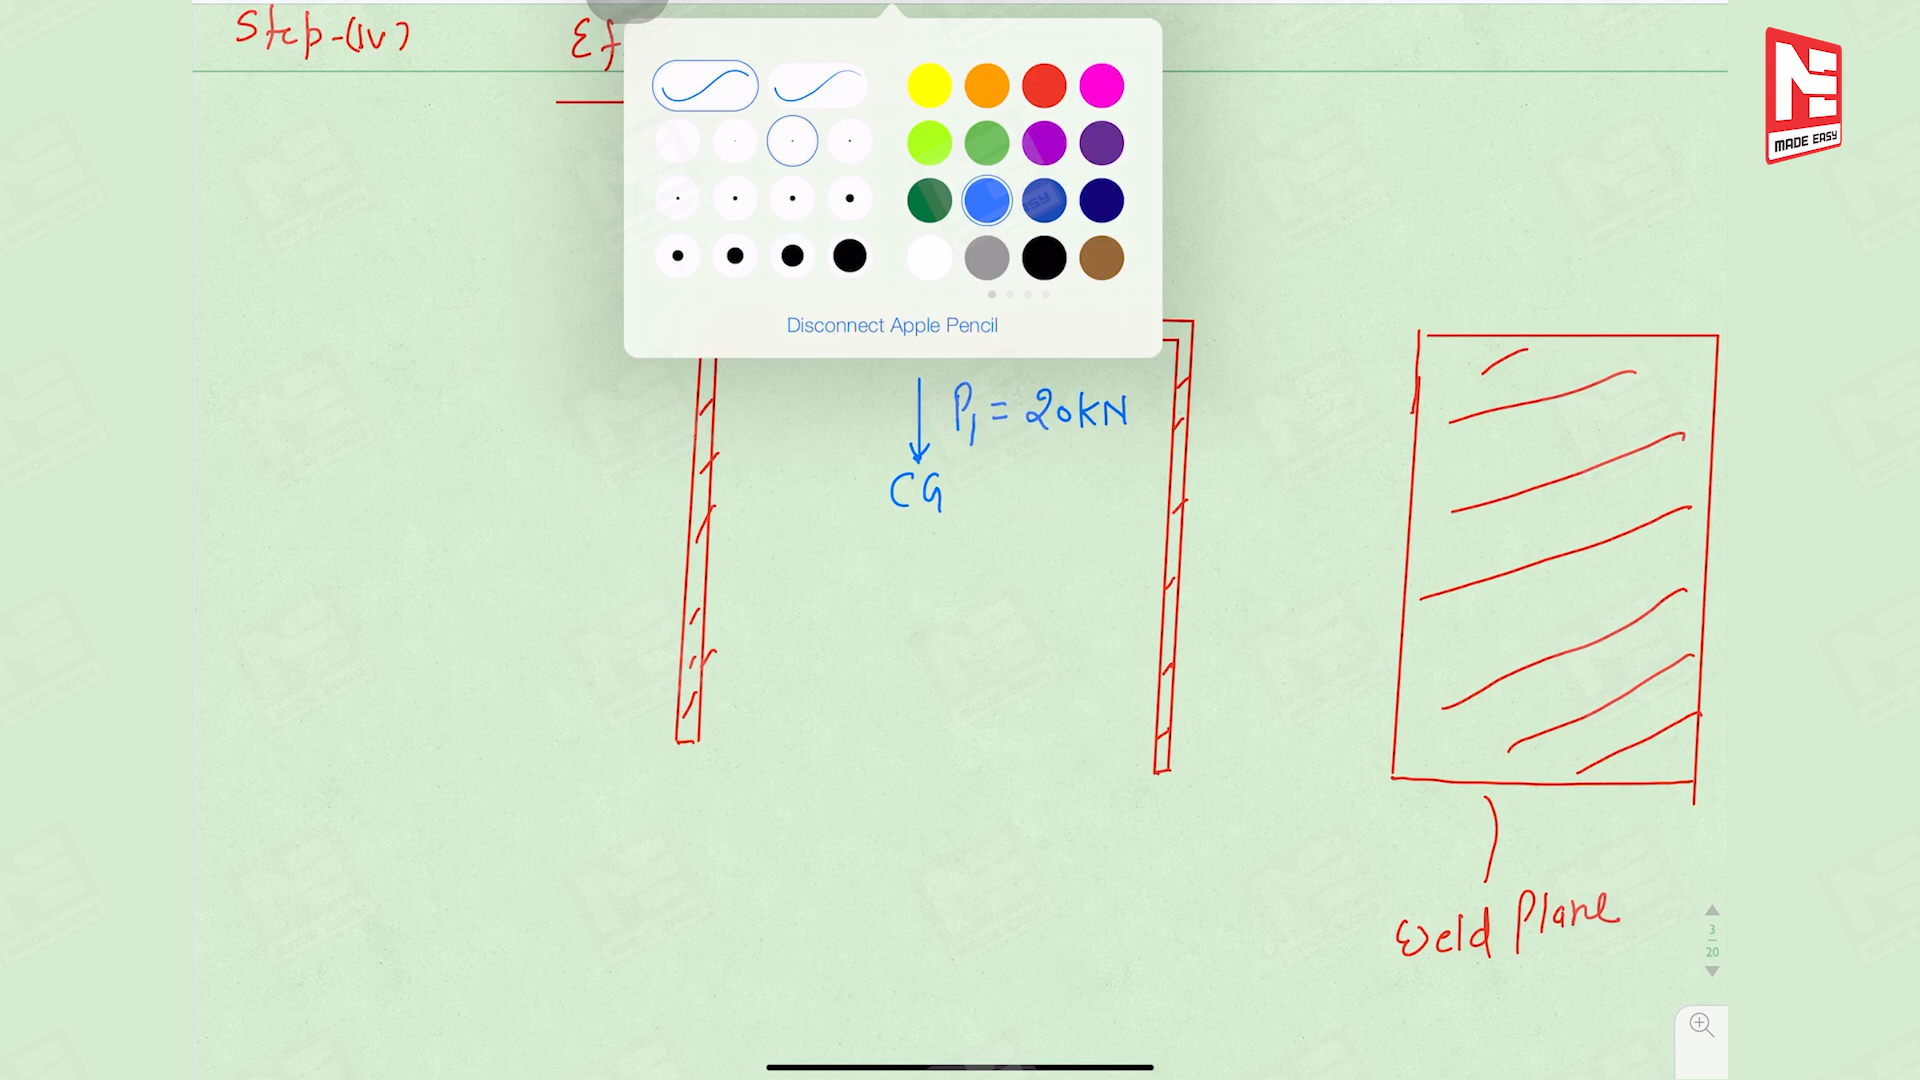 Step-(IV)
MADE EASY
Disconnect Apple Pencil
P1 = 20KN
CG
Weld Plane
3
20